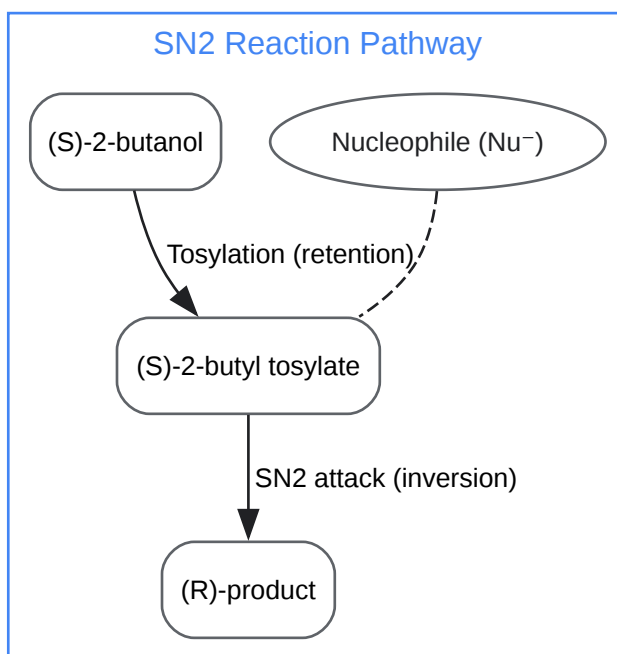 SN2 Reaction Pathway
(S)-2-butanol
Nucleophile (Nu⁻)
Tosylation (retention)
(S)-2-butyl tosylate
SN2 attack (inversion)
(R)-product